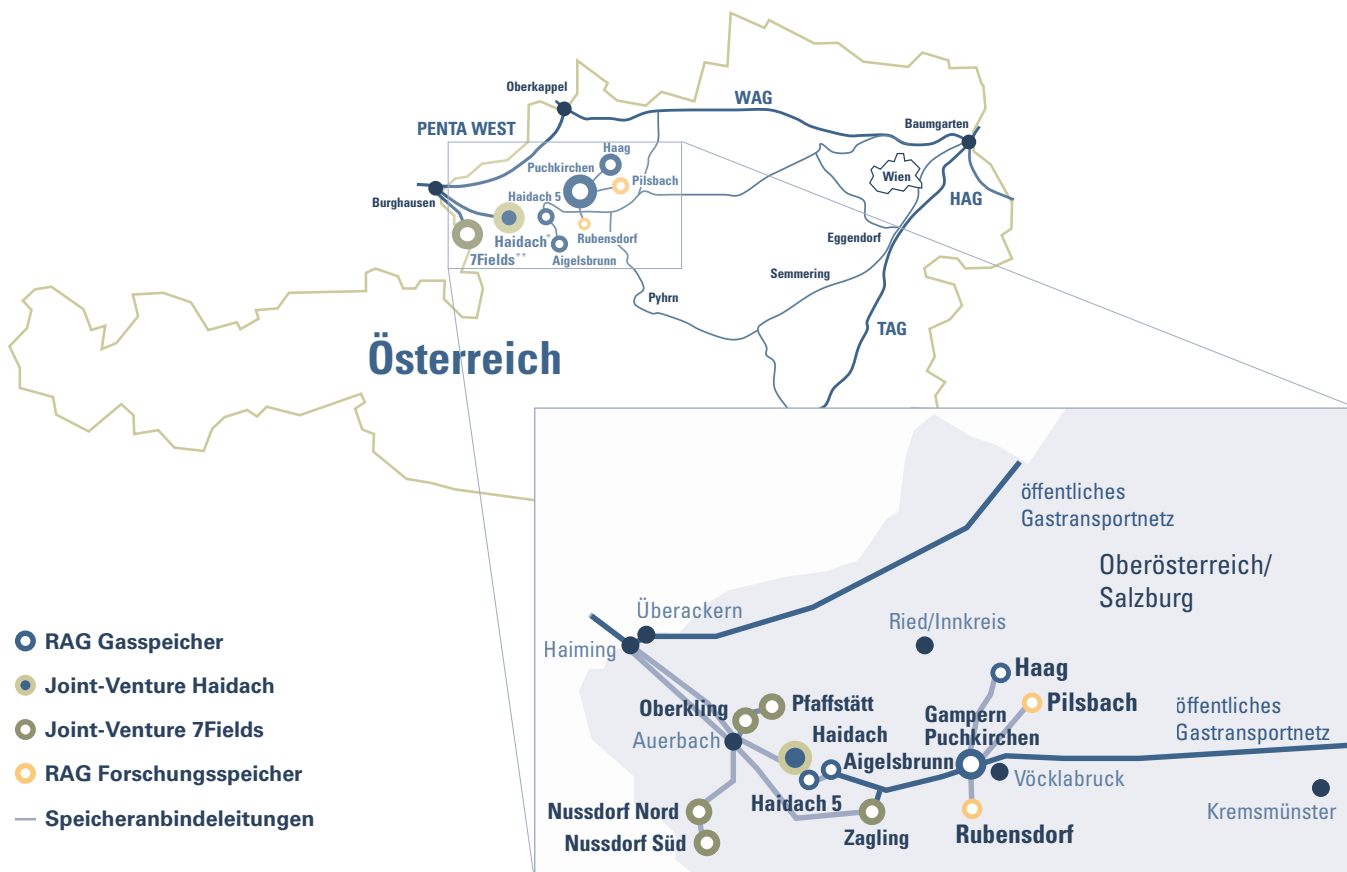 Oberkappel
WAG
Baumgarten
PENTA WEST
Haag
Puchkirchen
Pilsbach
Wien
Burghausen
Haidach 5
HAG
Haidach*
Rubensdorf
Eggendorf
7Fields**
Aigelsbrunn
Semmering
Pyhrn
TAG
Österreich
öffentliches
Gastransportnetz
Oberösterreich/
Salzburg
Überackern
Ried/Innkreis
Haiming
Haag
Pfaffstätt
Pilsbach
Oberkling
Gampern
Puchkirchen
öffentliches
Gastransportnetz
Auerbach
Haidach
Aigelsbrunn
Vöcklabruck
Haidach 5
Kremsmünster
Nussdorf Nord
Zagling
Rubensdorf
Nussdorf Süd
RAG Gasspeicher
Joint-Venture Haidach
Joint-Venture 7Fields
RAG Forschungsspeicher
Speicheranbindeleitungen